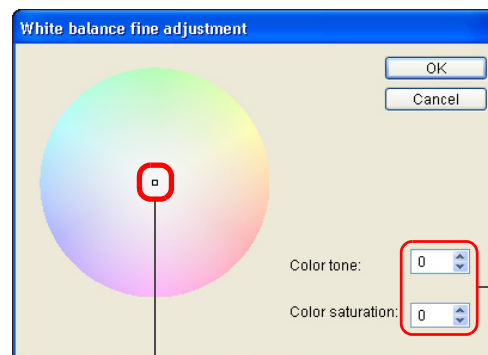 White balance fine adjustment
OK
Cancel
Color tone: 0
Color saturation: 0